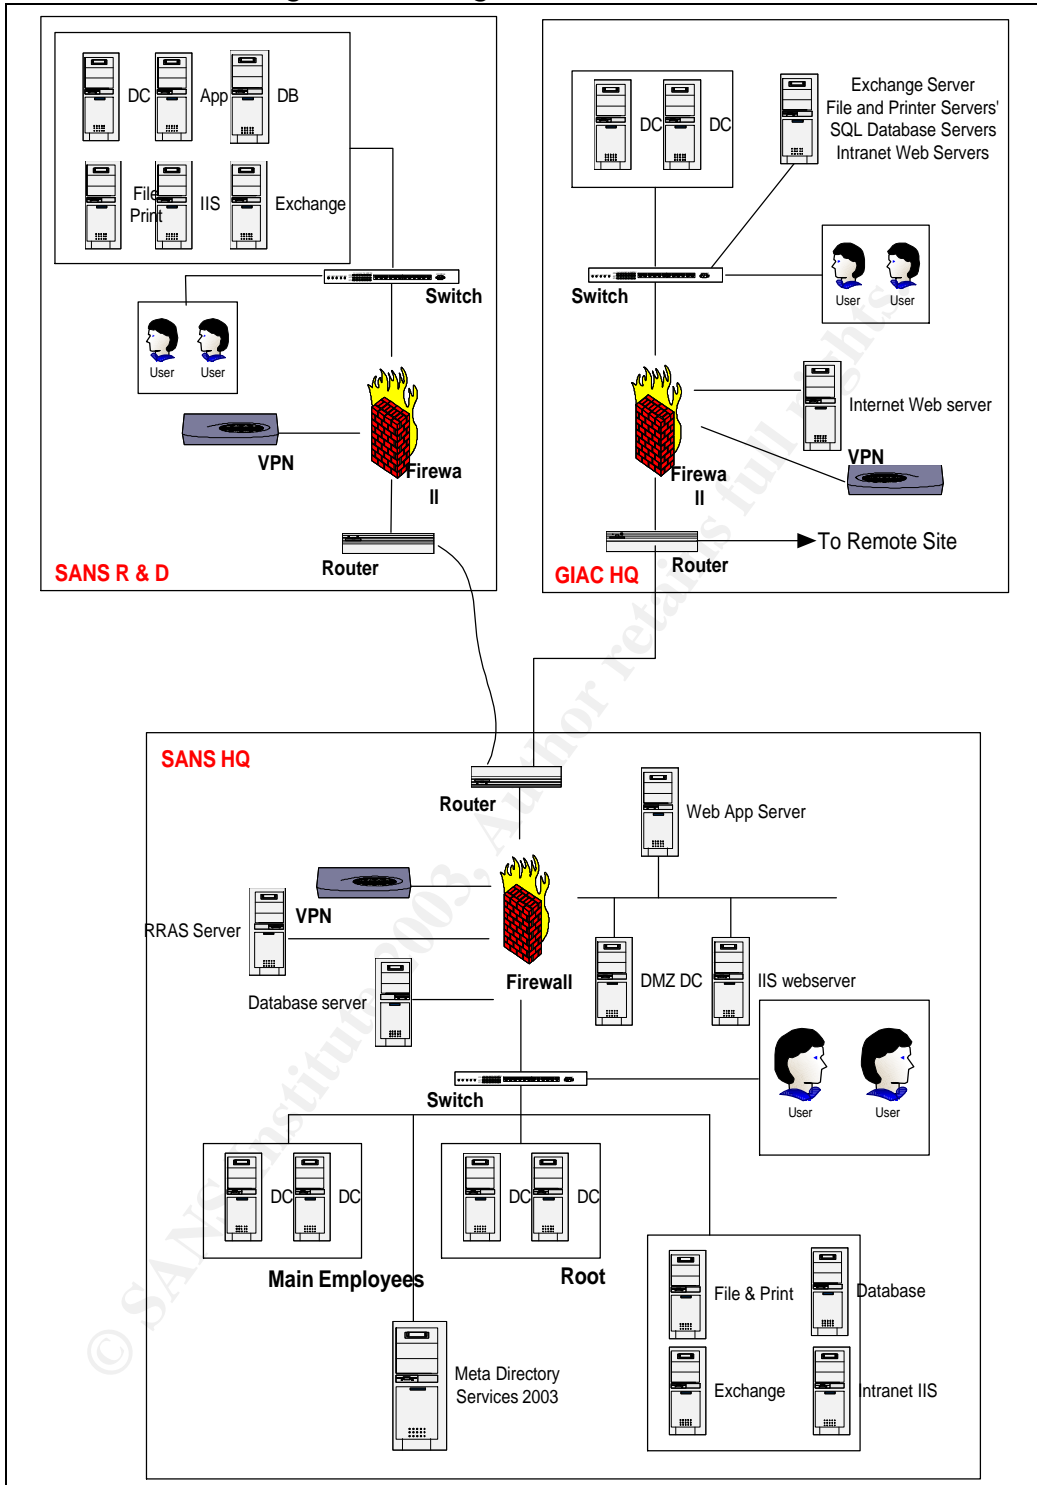 DC
App
DB
File
Print
IIS
Exchange
Switch
User
User
VPN
Firewa
ll
Router
SANS R & D
DC
DC
Exchange Server
File and Printer Servers'
SQL Database Servers
Intranet Web Servers
Switch
User
User
Internet Web server
VPN
Firewa
ll
To Remote Site
Router
GIAC HQ
SANS HQ
Router
Web App Server
VPN
RRAS Server
Firewall
DMZ DC
IIS webserver
Database server
Switch
User
User
DC
DC
DC
DC
Main Employees
Root
File & Print
Database
Meta Directory
Services 2003
Exchange
Intranet IIS
© SANS Institute 2003, Author retains full rights.